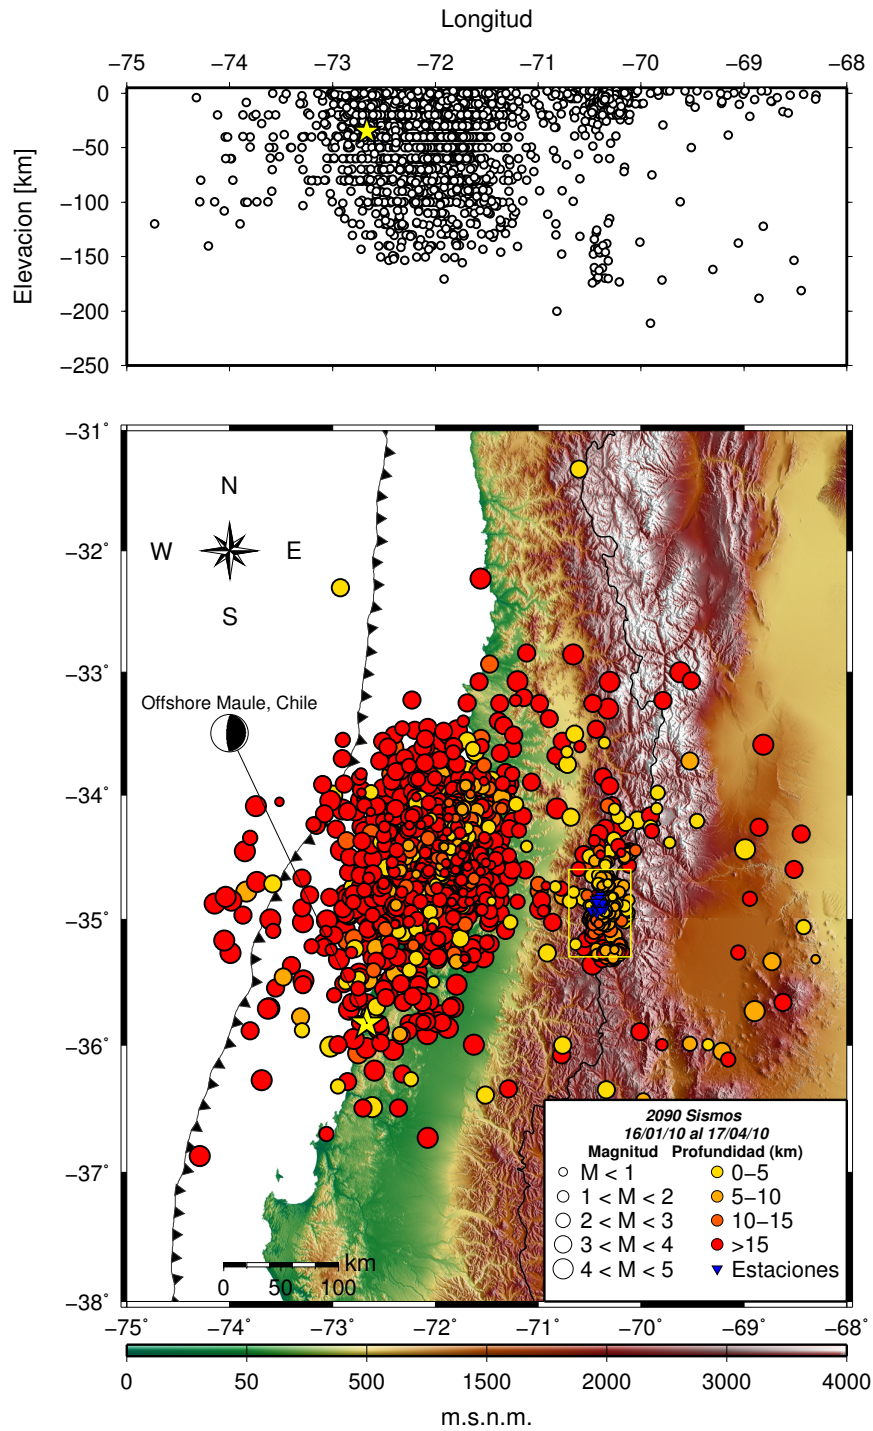 Longitud
−75 −74 −73 −72 −71 −70 −69 −68
0
−50
−100
−150
−200
−250
Elevacion [km]
−31˚
−32˚
−33˚
−34˚
−35˚
−36˚
−37˚
−38˚
N
W E
S
Offshore Maule, Chile
2090 Sismos
16/01/10 al 17/04/10
Magnitud Profundidad (km)
M < 1 0−5
1 < M < 2 5−10
2 < M < 3 10−15
3 < M < 4 >15
4 < M < 5 Estaciones
km
0 50 100
−75˚ −74˚ −73˚ −72˚ −71˚ −70˚ −69˚ −68˚
0 50 500 1500 2000 3000 4000
m.s.n.m.